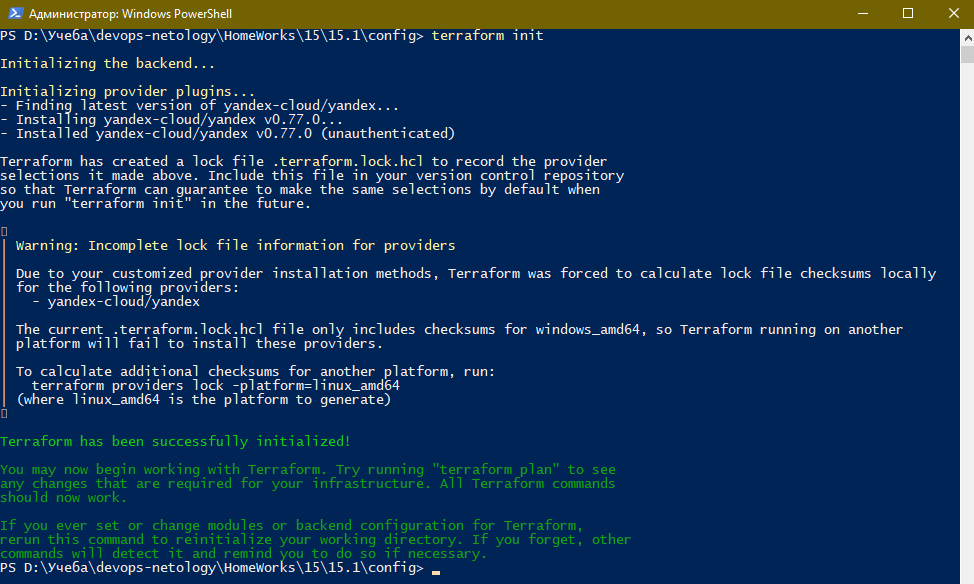 Администратор: Windows PowerShell
PS D:\Учеба\devops-netology\HomeWorks\15\15.1\config> terraform init
Initializing the backend...
Initializing provider plugins...
- Finding latest version of yandex-cloud/yandex...
- Installing yandex-cloud/yandex v0.77.0...
- Installed yandex-cloud/yandex v0.77.0 (unauthenticated)
Terraform has created a lock file .terraform.lock.hcl to record the provider
selections it made above. Include this file in your version control repository
so that Terraform can guarantee to make the same selections by default when
you run "terraform init" in the future.
Warning: Incomplete lock file information for providers
Due to your customized provider installation methods, Terraform was forced to calculate lock file checksums locally
for the following providers:
- yandex-cloud/yandex
The current .terraform.lock.hcl file only includes checksums for windows_amd64, so Terraform running on another
platform will fail to install these providers.
To calculate additional checksums for another platform, run:
terraform providers lock -platform=linux_amd64
(where linux_amd64 is the platform to generate)
Terraform has been successfully initialized!
You may now begin working with Terraform. Try running "terraform plan" to see
any changes that are required for your infrastructure. All Terraform commands
should now work.
If you ever set or change modules or backend configuration for Terraform,
rerun this command to reinitialize your working directory. If you forget, other
commands will detect it and remind you to do so if necessary.
PS D:\Учеба\devops-netology\HomeWorks\15\15.1\config>